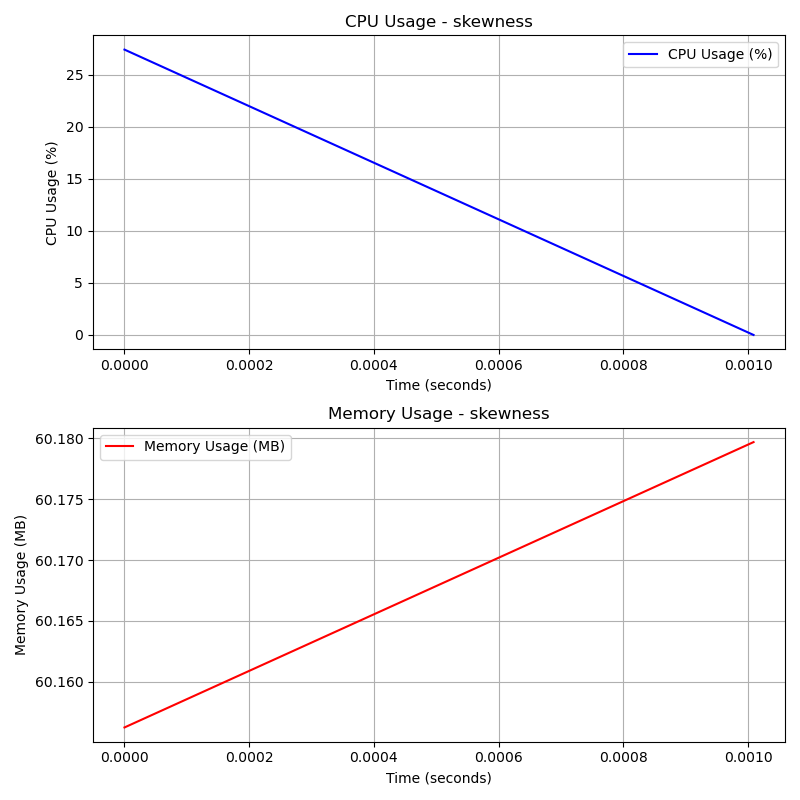 CPU Usage - skewness
CPU Usage (%)
25
20
15
10
5
0
CPU Usage (%)
0.0000 0.0002 0.0004 0.0006 0.0008 0.0010
Time (seconds)
Memory Usage - skewness
Memory Usage (MB)
60.180
60.175
60.170
60.165
60.160
Memory Usage (MB)
0.0000 0.0002 0.0004 0.0006 0.0008 0.0010
Time (seconds)